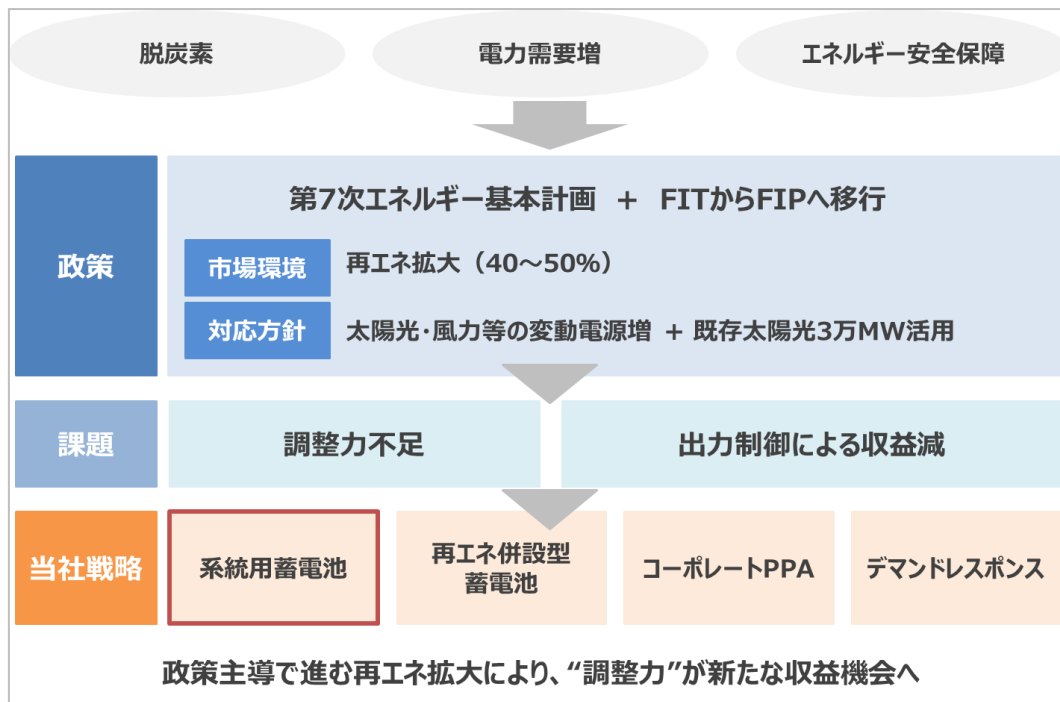 脱炭素
電力需要増
エネルギー安全保障
政策
第7次エネルギー基本計画 + FITからFIPへ移行
市場環境
再エネ拡大（40～50%）
対応方針
太陽光・風力等の変動電源増 + 既存太陽光3万MW活用
課題
調整力不足
出力制御による収益減
当社戦略
系統用蓄電池
再エネ併設型
蓄電池
コーポレートPPA
デマンドレスポンス
政策主導で進む再エネ拡大により、“調整力”が新たな収益機会へ